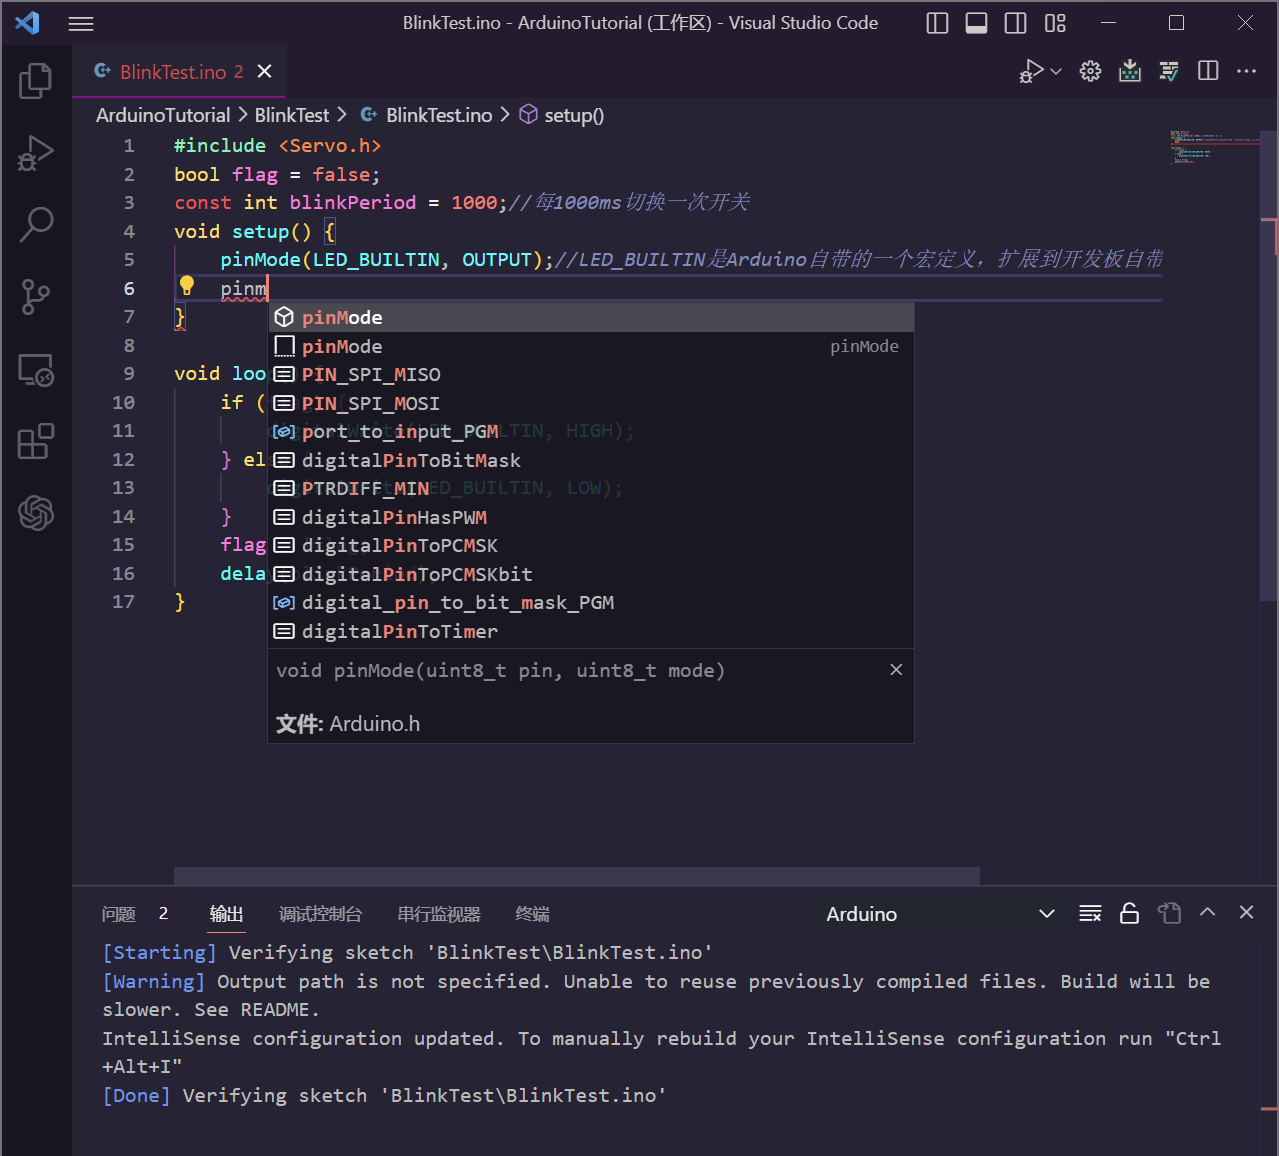 BlinkTest.ino - ArduinoTutorial (工作区) - Visual Studio Code
BlinkTest.ino 2
ArduinoTutorial > BlinkTest > BlinkTest.ino > setup()
1 #include <Servo.h>
2 bool flag = false;
3 const int blinkPeriod = 1000;//每1000ms切换一次开关
4 void setup() {
5 pinMode(LED_BUILTIN, OUTPUT);//LED_BUILTIN是Arduino自带的一个宏定义，扩展到开发板自带
6 pinm
7 }
pinMode
8
pinMode pinMode
9 void loo
PIN_SPI_MISO
10 if (
PIN_SPI_MOSI
11
port_to_input_PGM
12 } el
digitalPinToBitMask
13
PTRDIFF_MIN
14 }
digitalPinHasPWM
15 flag
digitalPinToPCMSK
16 dela
digitalPinToPCMSKbit
17 }
digital_pin_to_bit_mask_PGM
digitalPinToTimer
void pinMode(uint8_t pin, uint8_t mode)
文件: Arduino.h
问题 2 输出 调试控制台 串行监视器 终端 Arduino
[Starting] Verifying sketch 'BlinkTest\BlinkTest.ino'
[Warning] Output path is not specified. Unable to reuse previously compiled files. Build will be
slower. See README.
IntelliSense configuration updated. To manually rebuild your IntelliSense configuration run "Ctrl
+Alt+I"
[Done] Verifying sketch 'BlinkTest\BlinkTest.ino'